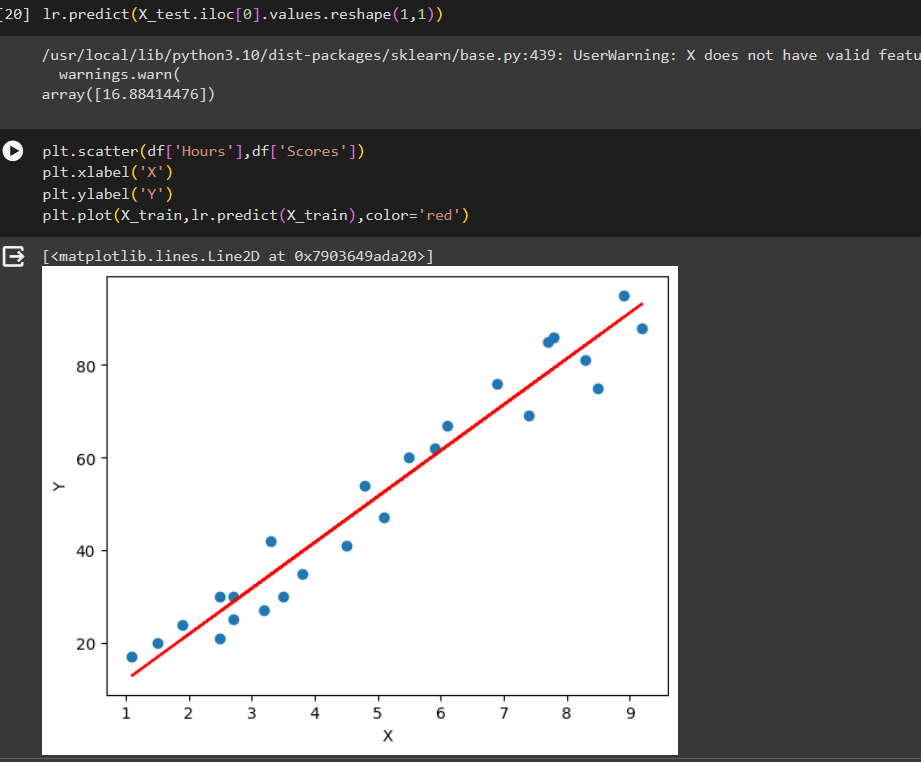 [20] lr.predict(X_test.iloc[0].values.reshape(1,1))
/usr/local/lib/python3.10/dist-packages/sklearn/base.py:439: UserWarning: X does not have valid featu
warnings.warn(
array([16.88414476])
plt.scatter(df['Hours'],df['Scores'])
plt.xlabel('X')
plt.ylabel('Y')
plt.plot(X_train,lr.predict(X_train),color='red')
[<matplotlib.lines.Line2D at 0x7903649ada20>]
80
60
Y
40
20
1 2 3 4 5 6 7 8 9
X